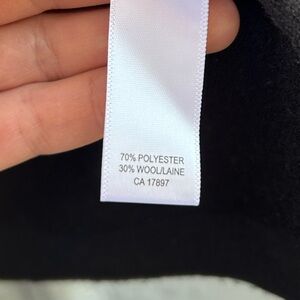 70% POLYESTER
30% WOOL/LAINE
CA 17897